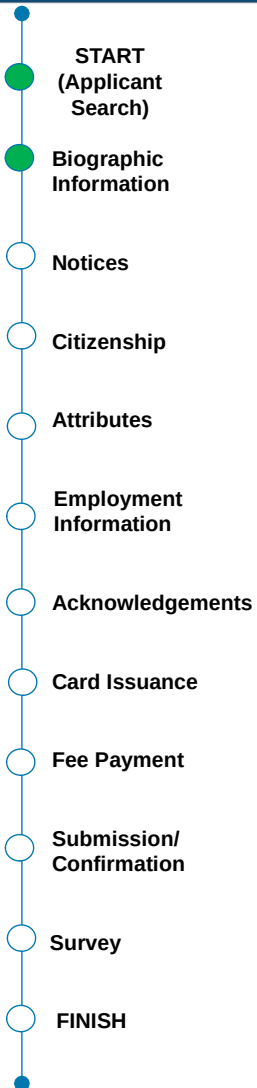 START
(Applicant
Search)
Biographic
Information
Notices
Citizenship
Attributes
Employment
Information
Acknowledgements
Card Issuance
Fee Payment
Submission/
Confirmation
Survey
FINISH